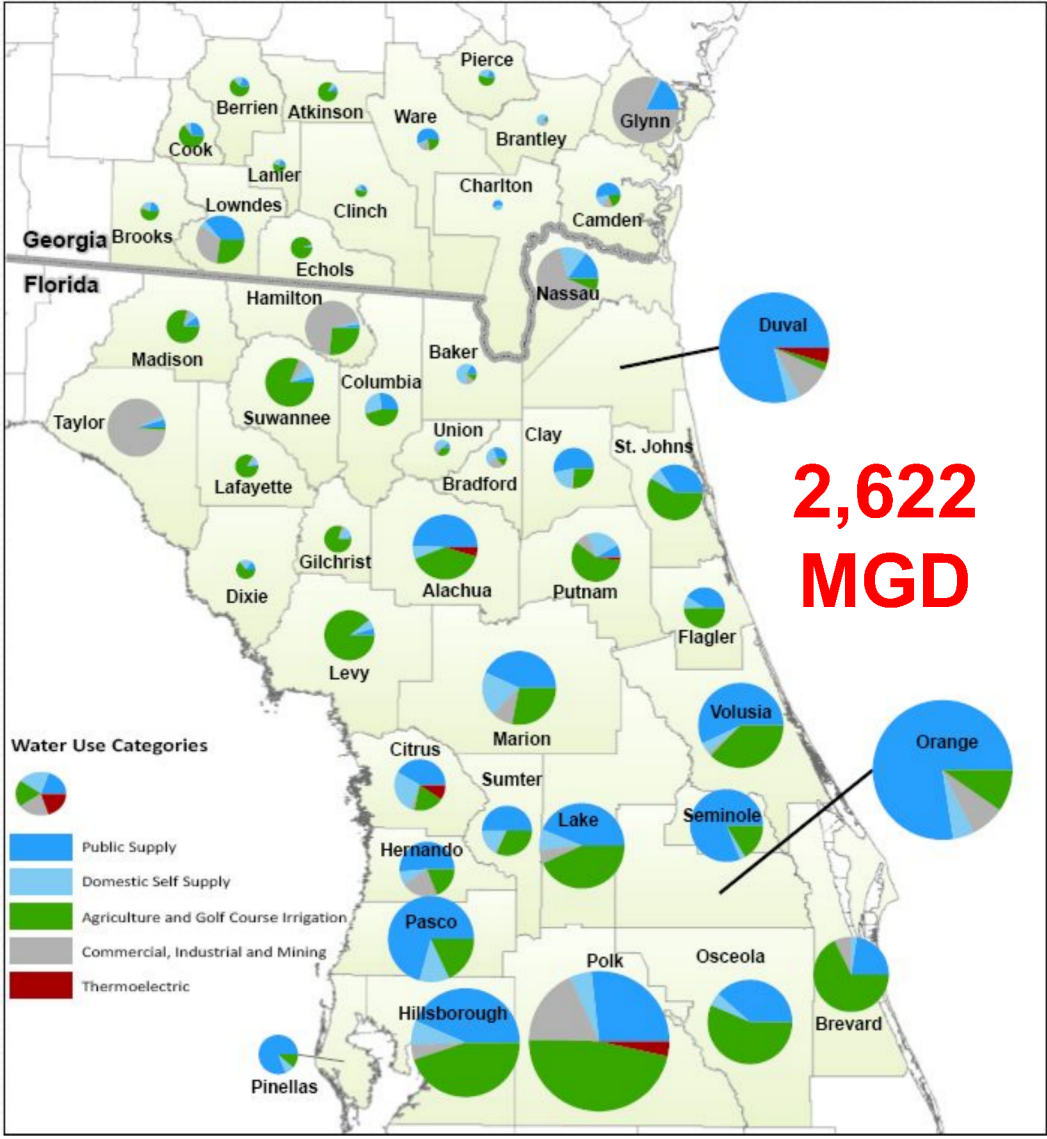 Pierce
Berrien
Atkinson
Ware
Glynn
Brantley
Cook
Lanier
Charlton
Lowndes
Clinch
Camden
Georgia
Brooks
Echols
Florida
Hamilton
Nassau
Duval
Madison
Baker
Columbia
Suwannee
Taylor
Union
Clay
St. Johns
Lafayette
Bradford
2,622
MGD
Gilchrist
Dixie
Alachua
Putnam
Flagler
Levy
Volusia
Marion
Orange
Water Use Categories
Citrus
Sumter
Seminole
Lake
Public Supply
Hernando
Domestic Self Supply
Agriculture and Golf Course Irrigation
Pasco
Commercial, Industrial and Mining
Osceola
Polk
Thermoelectric
Hillsborough
Brevard
Pinellas